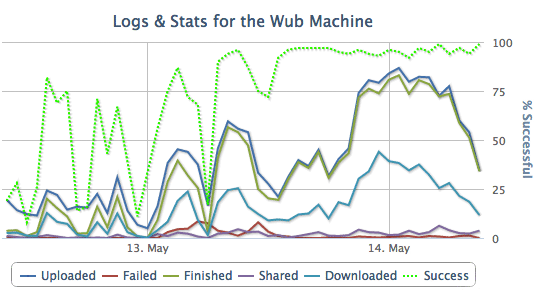 Logs & Stats for the Wub Machine
100
75
50
25
0
% Successful
13. May 14. May
Uploaded Failed Finished Shared Downloaded Success